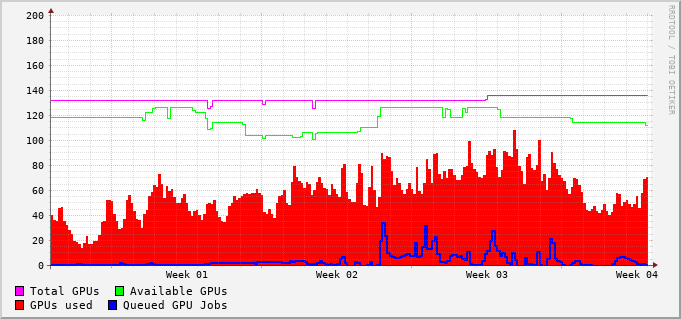 200
180
160
140
120
100
80
60
40
20
0
Week 01 Week 02 Week 03 Week 04
Total GPUs Available GPUs
GPUs used Queued GPU Jobs
RRDTOOL / TOBI OETIKER